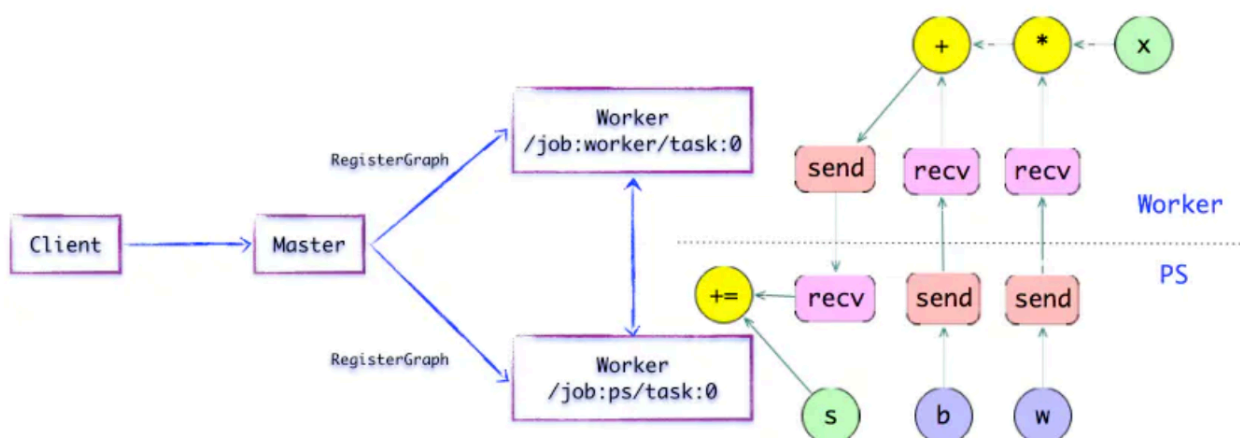 +
*
x
Worker
/job:worker/task:0
RegisterGraph
send
recv
recv
Worker
Client
Master
PS
+=
recv
send
send
RegisterGraph
Worker
/job:ps/task:0
s
b
w